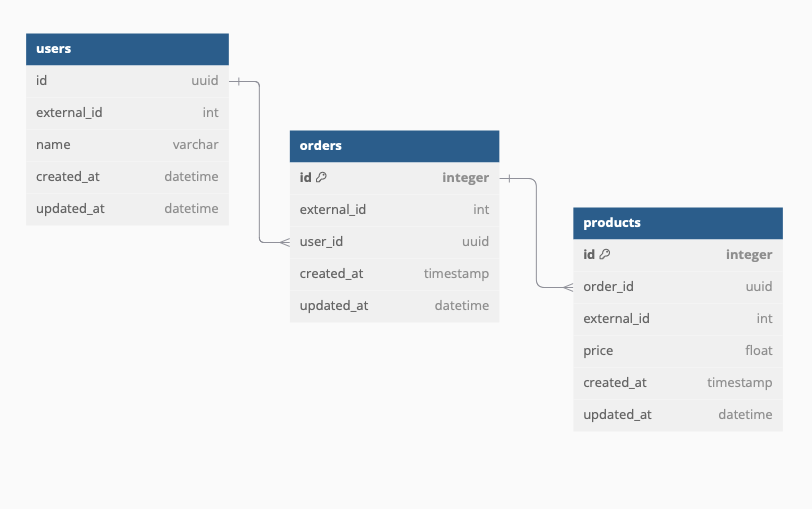 users
id uuid
external_id int
name varchar
created_at datetime
updated_at datetime
orders
id integer
external_id int
user_id uuid
created_at timestamp
updated_at datetime
products
id integer
order_id uuid
external_id int
price float
created_at timestamp
updated_at datetime